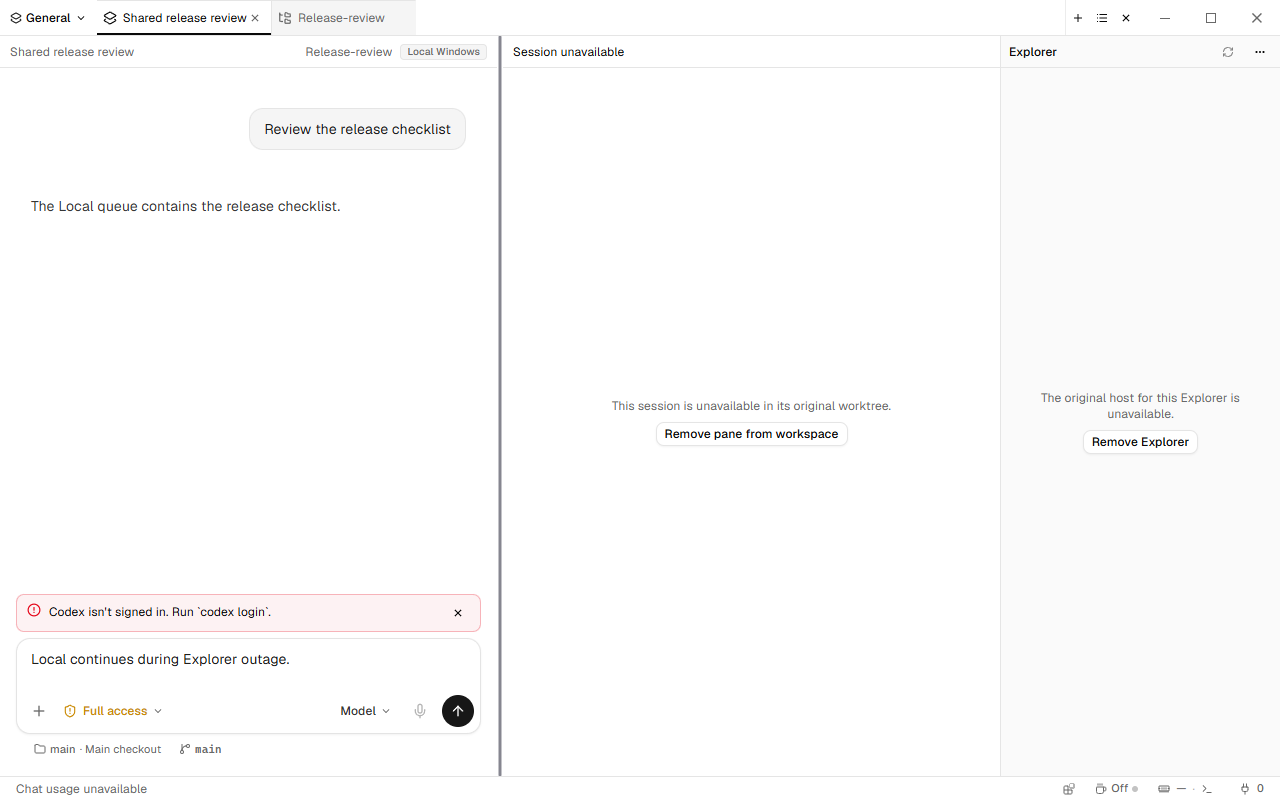 General
Shared release review
Release-review
Shared release review
Release-review
Local Windows
Session unavailable
Explorer
Review the release checklist
The Local queue contains the release checklist.
This session is unavailable in its original worktree.
Remove pane from workspace
The original host for this Explorer is
unavailable.
Remove Explorer
Codex isn't signed in. Run `codex login`.
Local continues during Explorer outage.
Full access
Model
main · Main checkout
main
Chat usage unavailable
Off
— ·
0